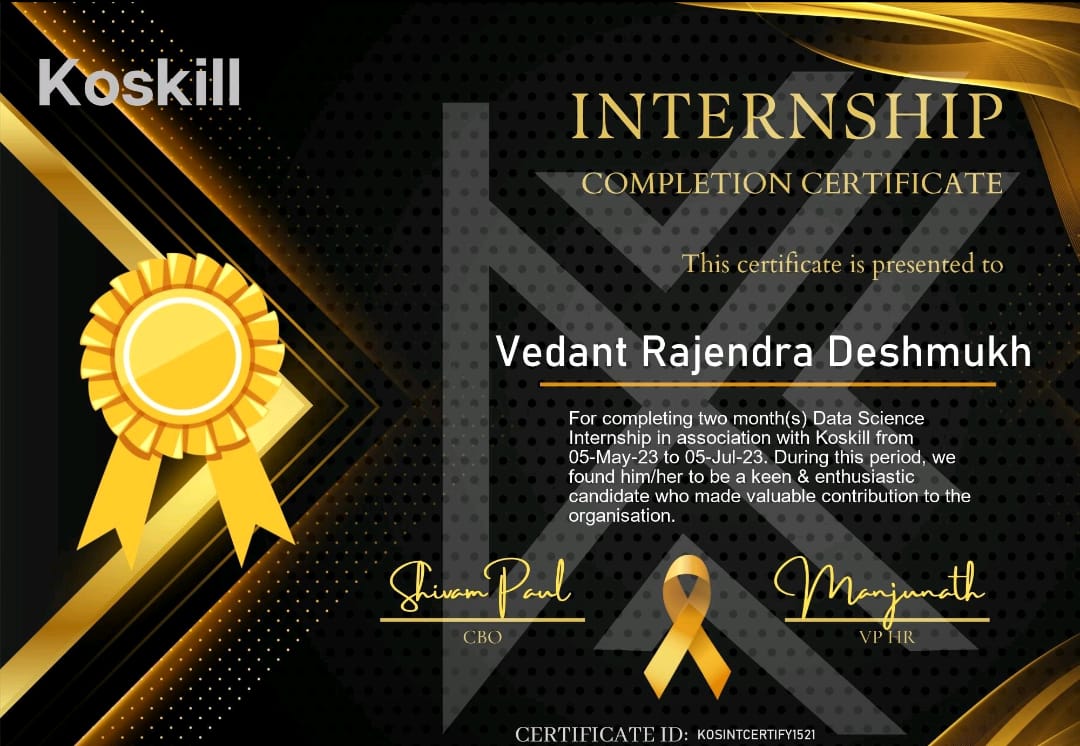 Koskill
INTERNSHIP
COMPLETION CERTIFICATE
This certificate is presented to
Vedant Rajendra Deshmukh
For completing two month(s) Data Science
Internship in association with Koskill from
05-May-23 to 05-Jul-23. During this period, we
found him/her to be a keen & enthusiastic
candidate who made valuable contribution to the
organisation.
Shivam Paul
CBO
Manjunath
VP HR
CERTIFICATE ID: KOSINTCERTIFY1521